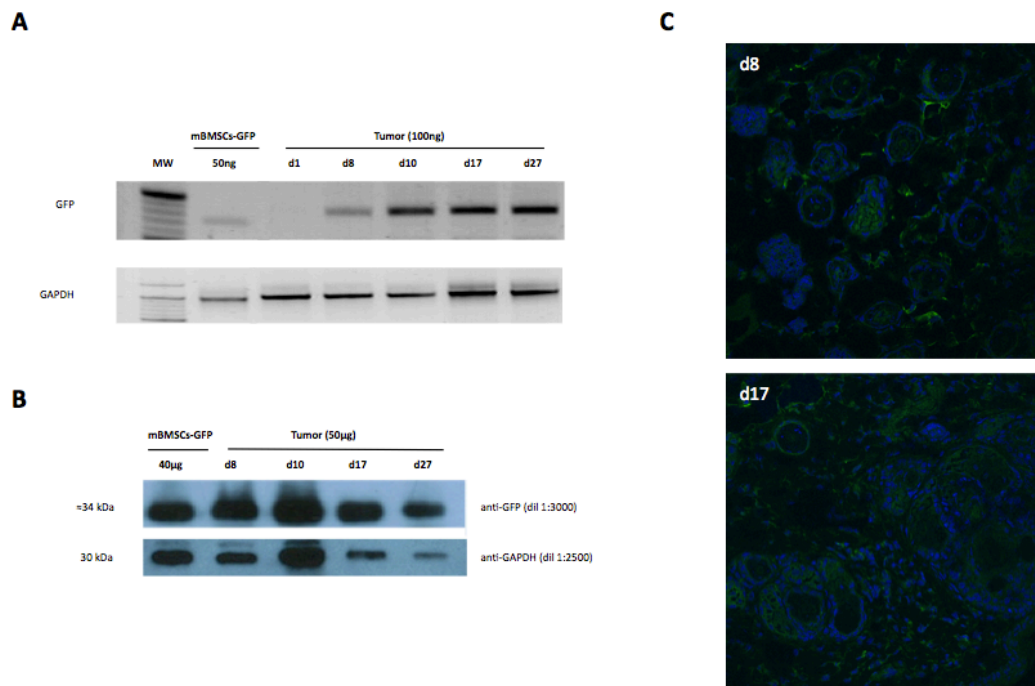 A
mBMSCs-GFP Tumor (100ng)
MW 50ng d1 d8 d10 d17 d27
GFP
GAPDH
B
mBMSCs-GFP Tumor (50µg)
40µg d8 d10 d17 d27
≈34 kDa anti-GFP (dil 1:3000)
30 kDa anti-GAPDH (dil 1:2500)
C
d8
d17